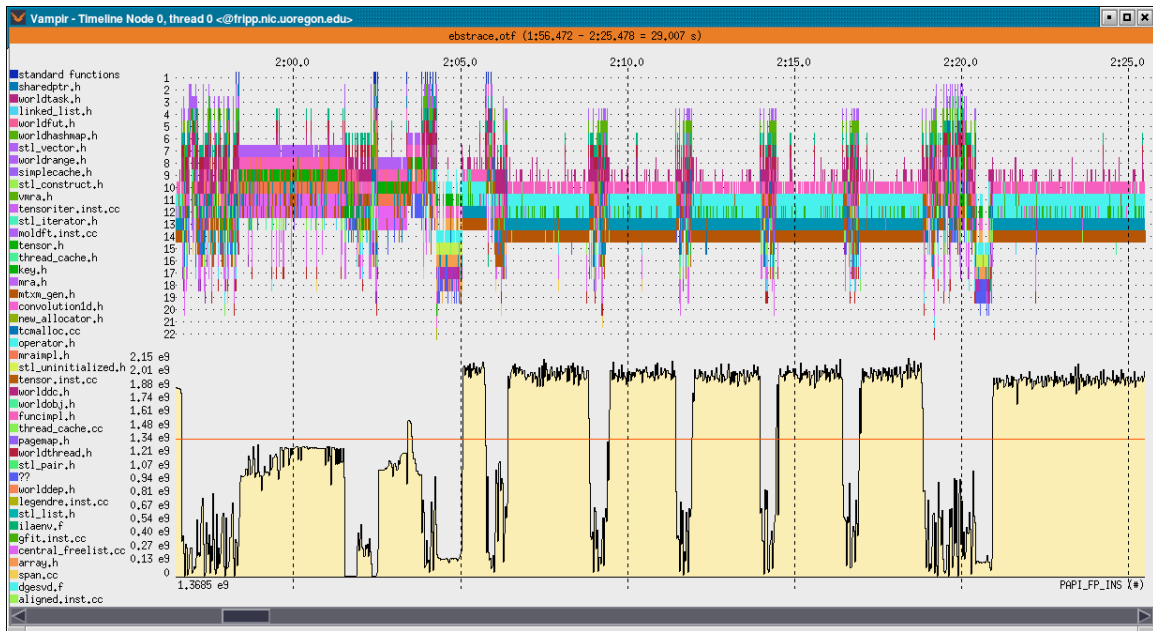 Vampir - Timeline Node 0, thread 0 <@fripp.nic.uoregon.edu>
ebstrace.otf (1:56.472 - 2:25.478 = 29.007 s)
2:00. 2:05. 2:10. 2:15. 2:20. 2:25.
standard functions
sharedptr.h
worldtask.h
linked_list.h
worldfut.h
worldhashmap.h
stl_vector.h
worldrange.h
simplecache.h
stl_construct.h
vmra.h
tensoriter.inst.cc
stl_iterator.h
moldft.inst.cc
tensor.h
thread_cache.h
key.h
mra.h
mtxm_gen.h
convolution1d.h
new_allocator.h
tcmalloc.cc
operator.h
mraimpl.h
stl_uninitialized.h
tensor.inst.cc
worlddc.h
worldobj.h
funcimpl.h
thread_cache.cc
pagemap.h
worldthread.h
stl_pair.h
??
worlddep.h
legendre.inst.cc
stl_list.h
ilaenv.f
gfit.inst.cc
central_freelist.cc
array.h
span.cc
dgesvd.f
aligned.inst.cc
1
2
3
4
5
6
7
8
9
10
11
12
13
14
15
16
17
18
19
20
21
22
2.15 e9
2.01 e9
1.88 e9
1.74 e9
1.61 e9
1.48 e9
1.34 e9
1.21 e9
1.07 e9
0.94 e9
0.81 e9
0.67 e9
0.54 e9
0.40 e9
0.27 e9
0.13 e9
0
1.3685 e9
PAPI_FP_INS (#)